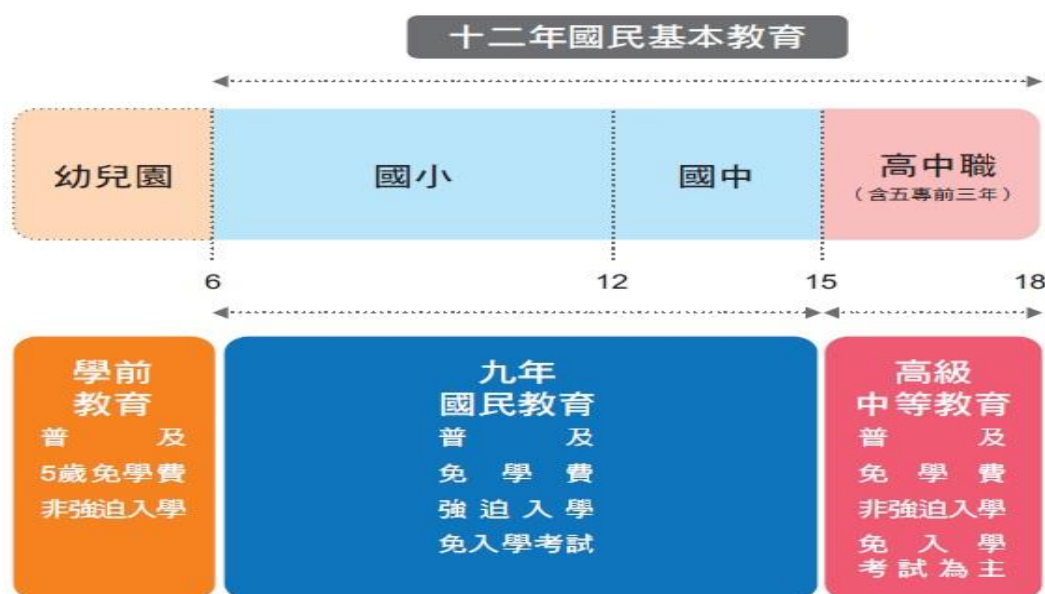 十二年國民基本教育
幼兒園
國小
國中
高中職
（含五專前三年）
6
12
15
18
學前
教育
普及
5歲免學費
非強迫入學
九年
國民教育
普及
免學費
強迫入學
免入學考試
高級
中等教育
普及
免學費
非強迫入學
免入學
考試為主